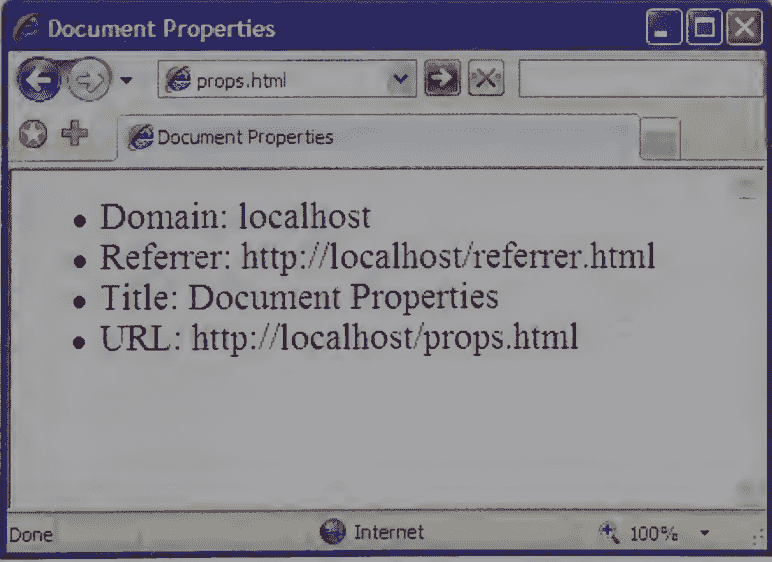 Document Properties
props.html
Document Properties
• Domain: localhost
• Referrer: http://localhost/referrer.html
• Title: Document Properties
• URL: http://localhost/props.html
Done Internet 100%